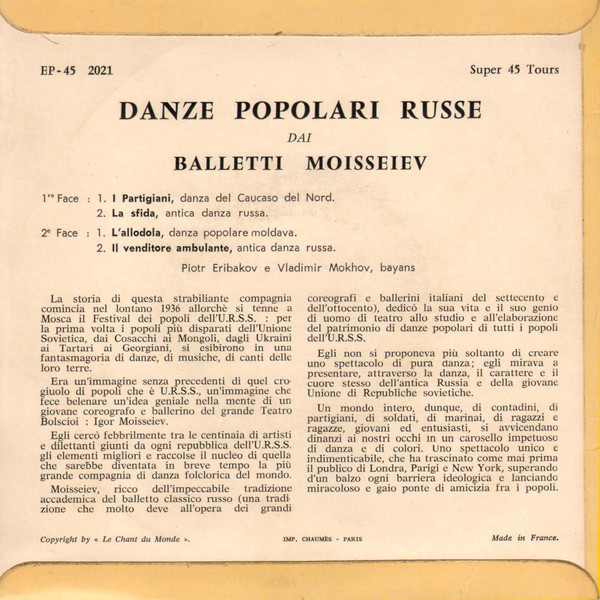 EP-45 2021
Super 45 Tours
DANZE POPOLARI RUSSE
DAI
BALLETTI MOISSEIEV
1re Face : 1. I Partigiani, danza del Caucaso del Nord.
2. La sfida, antica danza russa.
2e Face : 1. L'allodola, danza popolare moldava.
2. Il venditore ambulante, antica danza russa.
Piotr Eribakov e Vladimir Mokhov, bayans
La storia di questa strabiliante compagnia
comincia nel lontano 1936 allorchè si tenne a
Mosca il Festival dei popoli dell'U.R.S.S. : per
la prima volta i popoli più disparati dell'Unione
Sovietica, dai Cosacchi ai Mongoli, dagli Ukraini
ai Tartari ai Georgiani, si esibirono in una
fantasmagoria di danze, di musiche, di canti delle
loro terre.
Era un'immagine senza precedenti di quel cro-
giuolo di popoli che è U.R.S.S., un'immagine che
fece belenare un'idea geniale nella mente di un
giovane coreografo e ballerino del grande Teatro
Bolscioi : Igor Moisseiev.
Egli cercò febbrilmente tra le centinaia di artisti
e dilettanti giunti da ogni repubblica dell'U.R.S.S.
gli elementi migliori e raccolse il nucleo di quella
che sarebbe diventata in breve tempo la più
grande compagnia di danza folclorica del mondo.
Moisseiev, ricco dell'impeccabile tradizione
accademica del balletto classico russo (una tradi-
zione che molto deve all'opera dei grandi
coreografi e ballerini italiani del settecento e
dell'ottocento), dedicò la sua vita e il suo genio
di uomo di teatro allo studio e all'elaborazione
del patrimonio di danze popolari di tutti i popoli
dell'U.R.S.S.
Egli non si proponeva più soltanto di creare
uno spettacolo di pura danza; egli mirava a
presentare, attraverso la danza, il carattere e il
cuore stesso dell'antica Russia e della giovane
Unione di Republiche sovietiche.
Un mondo intero, dunque, di contadini, di
partigiani, di soldati, di marinai, di ragazzi e
ragazze, giovani ed entusiasti, si avvicendano
dinanzi ai nostri occhi in un carosello impetuoso
di danza e di colori. Uno spettacolo unico e
indimenticabile, che ha trascinato come mai prima
il publico di Londra, Parigi e New York, superando
d'un balzo ogni barriera ideologica e lanciando
miracoloso e gaio ponte di amicizia fra i popoli.
Copyright by « Le Chant du Monde ».
IMP. CHAUMÈS - PARIS
Made in France.